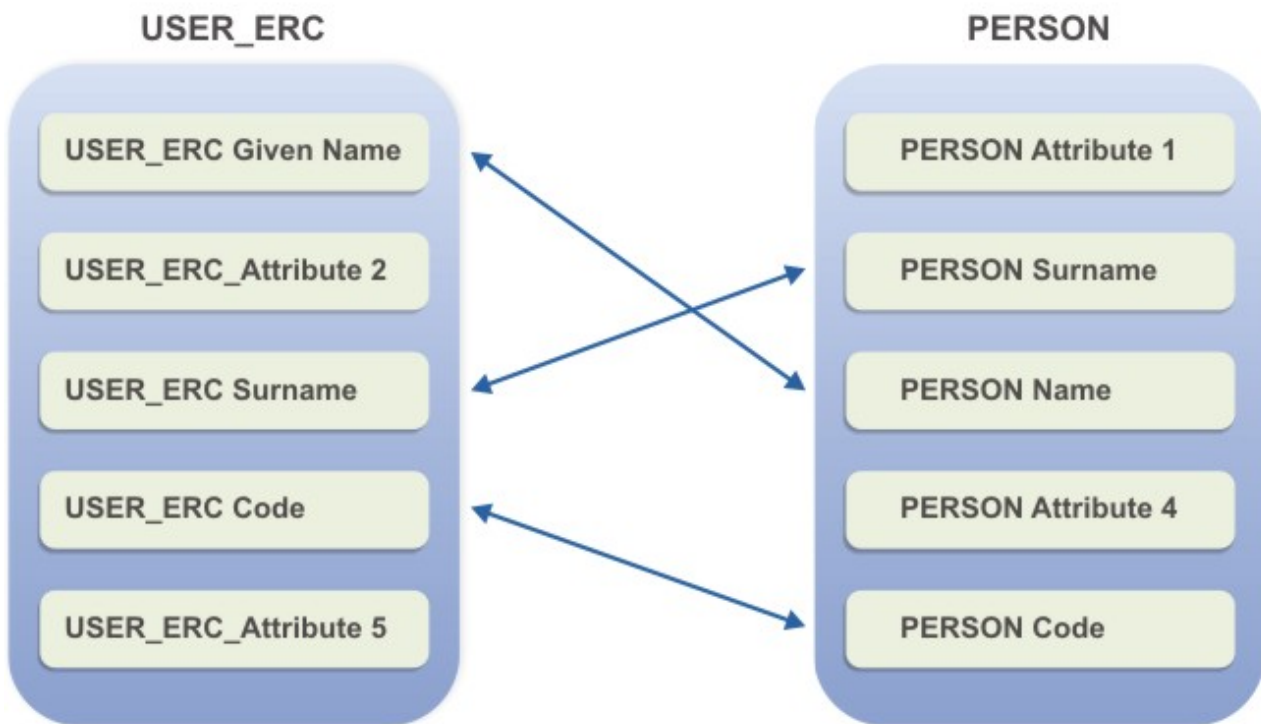 USER_ERC
PERSON
USER_ERC Given Name
PERSON Attribute 1
USER_ERC_Attribute 2
PERSON Surname
USER_ERC Surname
PERSON Name
USER_ERC Code
PERSON Attribute 4
USER_ERC_Attribute 5
PERSON Code